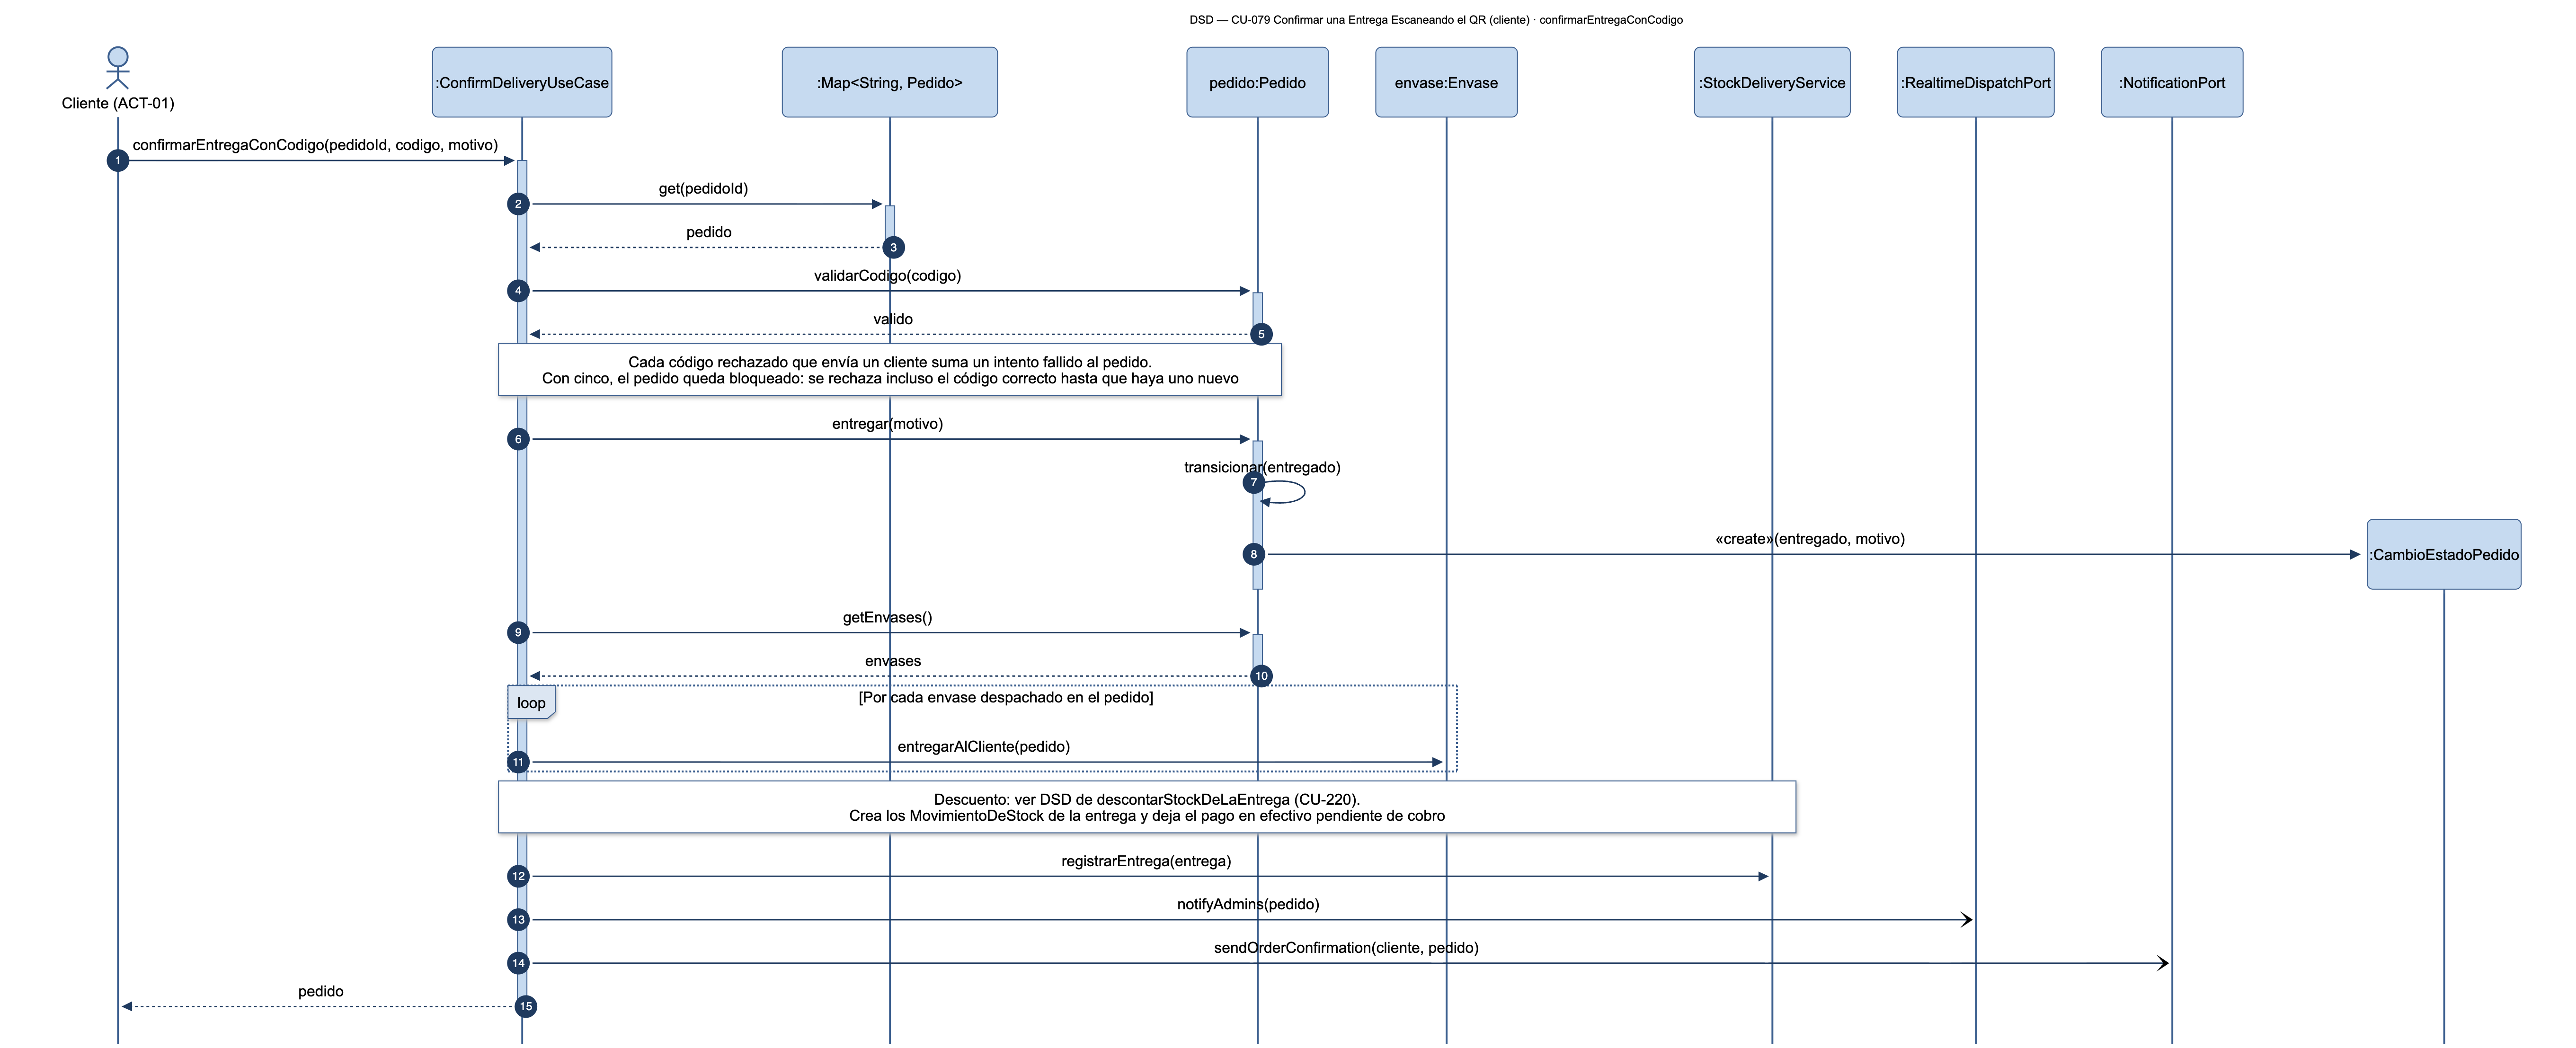 DSD — CU-079 Confirmar una Entrega Escaneando el QR (cliente) · confirmarEntregaConCodigo
Cliente (ACT-01)
:ConfirmDeliveryUseCase
:Map<String, Pedido>
pedido:Pedido
envase:Envase
:StockDeliveryService
:RealtimeDispatchPort
:NotificationPort
1
confirmarEntregaConCodigo(pedidoId, codigo, motivo)
2
get(pedidoId)
pedido
3
4
validarCodigo(codigo)
valido
5
Cada código rechazado que envía un cliente suma un intento fallido al pedido.
Con cinco, el pedido queda bloqueado: se rechaza incluso el código correcto hasta que haya uno nuevo
6
entregar(motivo)
transicionar(entregado)
7
8
«create»(entregado, motivo)
:CambioEstadoPedido
9
getEnvases()
envases
10
loop
[Por cada envase despachado en el pedido]
11
entregarAlCliente(pedido)
Descuento: ver DSD de descontarStockDeLaEntrega (CU-220).
Crea los MovimientoDeStock de la entrega y deja el pago en efectivo pendiente de cobro
12
registrarEntrega(entrega)
13
notifyAdmins(pedido)
14
sendOrderConfirmation(cliente, pedido)
pedido
15